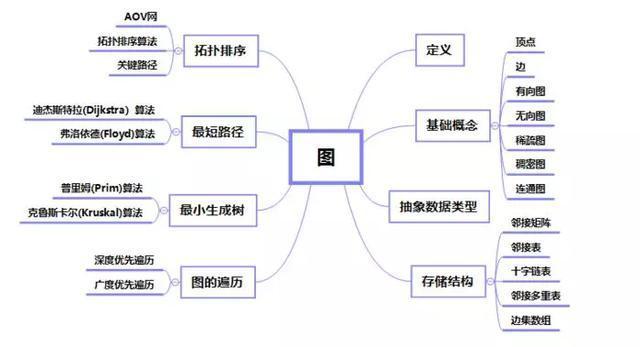 图
定义
基础概念
顶点
边
有向图
无向图
稀疏图
稠密图
连通图
抽象数据类型
存储结构
邻接矩阵
邻接表
十字链表
邻接多重表
边集数组
拓扑排序
AOV网
拓扑排序算法
关键路径
最短路径
迪杰斯特拉(Dijkstra）算法
弗洛依德(Floyd)算法
最小生成树
普里姆(Prim)算法
克鲁斯卡尔(Kruskal)算法
图的遍历
深度优先遍历
广度优先遍历